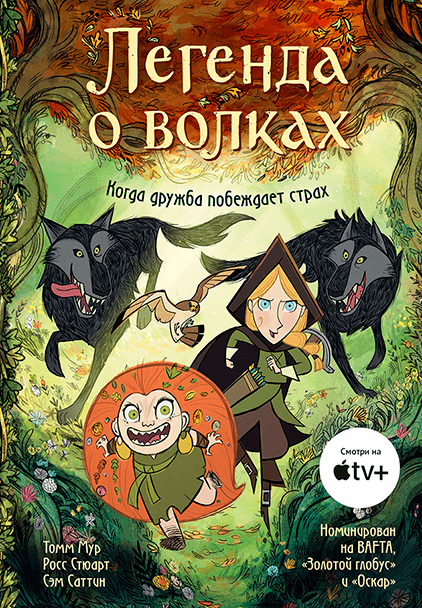 Легенда
о волках
Когда дружба побеждает страх
Смотри на
tv+
Томм Мур
Росс Стюарт
Сэм Саттин
Номинирован
на BAFTA,
«Золотой глобус»
и «Оскар»